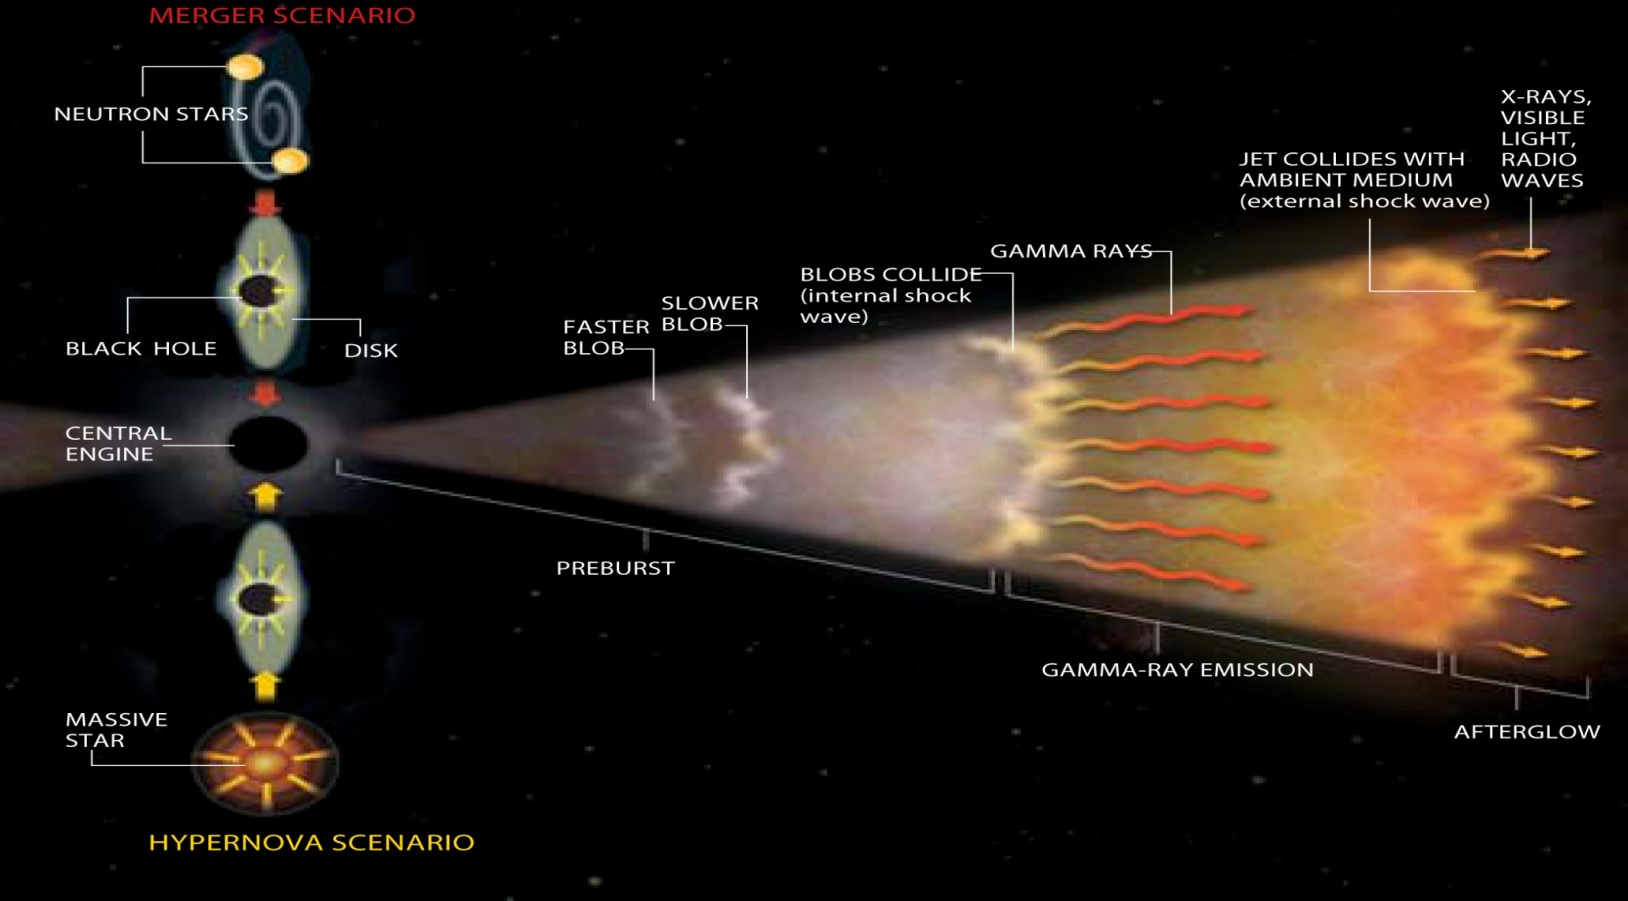 MERGER SCENARIO
NEUTRON STARS
BLACK HOLE
DISK
CENTRAL
ENGINE
MASSIVE
STAR
HYPERNOVA SCENARIO
FASTER
BLOB
SLOWER
BLOB
PREBURST
BLOBS COLLIDE
(internal shock
wave)
GAMMA RAYS
GAMMA-RAY EMISSION
JET COLLIDES WITH
AMBIENT MEDIUM
(external shock wave)
X-RAYS,
VISIBLE
LIGHT,
RADIO
WAVES
AFTERGLOW